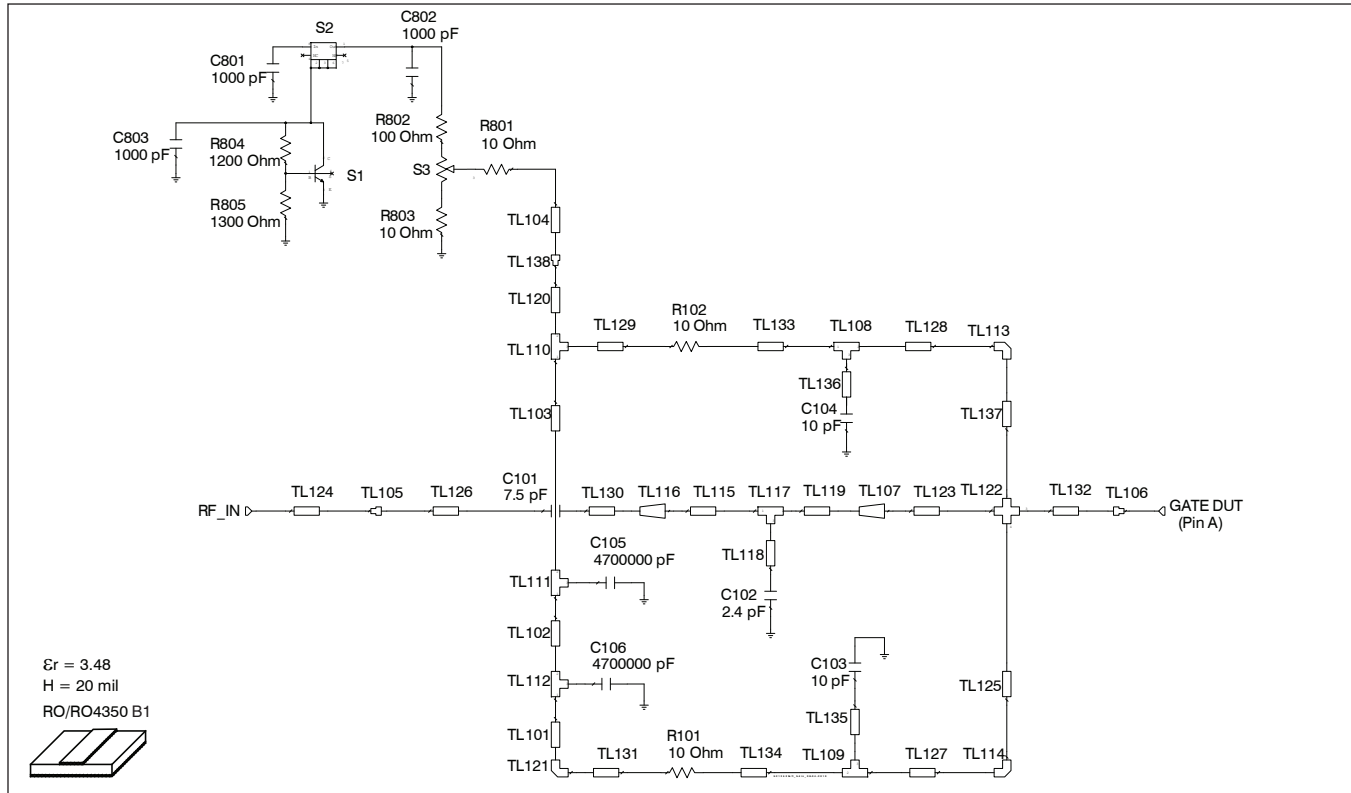 S2
C802
1000 pF
C801
1000 pF
C803
1000 pF
R804
1200 Ohm
S1
R805
1300 Ohm
R802
100 Ohm
R801
10 Ohm
S3
R803
10 Ohm
TL104
TL138
TL120
TL110
TL129
R102
10 Ohm
TL133
TL108
TL128
TL113
TL136
C104
10 pF
TL137
TL103
RF_IN
TL124
TL105
TL126
C101
7.5 pF
TL130
TL116
TL115
TL117
TL119
TL107
TL123
TL122
TL132
TL106
GATE DUT
(Pin A)
TL118
C102
2.4 pF
C105
4700000 pF
TL111
TL102
C106
4700000 pF
TL112
C103
10 pF
TL125
TL135
TL101
TL121
TL131
R101
10 Ohm
TL134
TL109
TL127
TL114
Ɛr = 3.48
H = 20 mil
RO/RO4350 B1